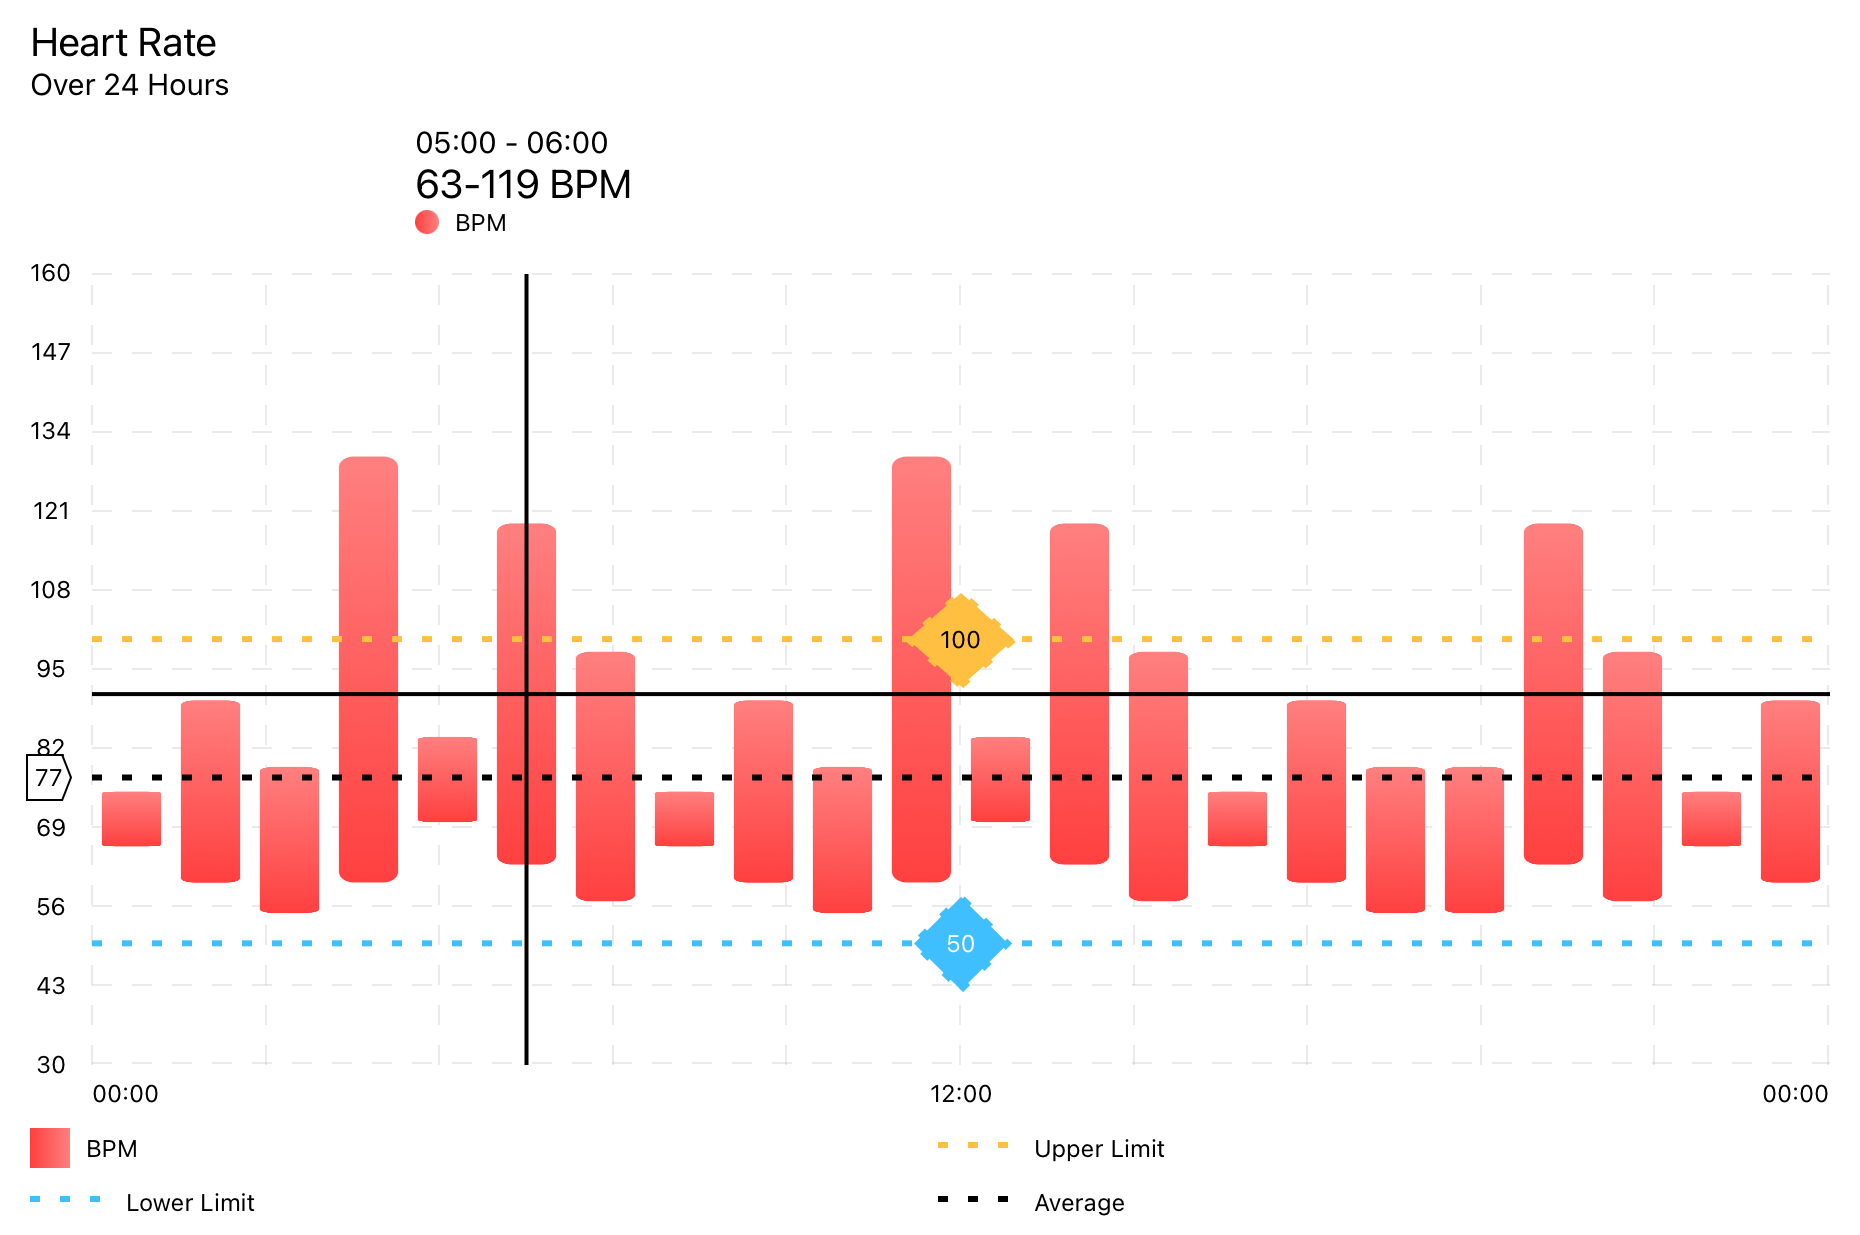 Heart Rate
Over 24 Hours
05:00 - 06:00
63-119 BPM
BPM
160
147
134
121
108
100
95
82
77
69
56
50
43
30
00:00 12:00 00:00
BPM Upper Limit
Lower Limit Average